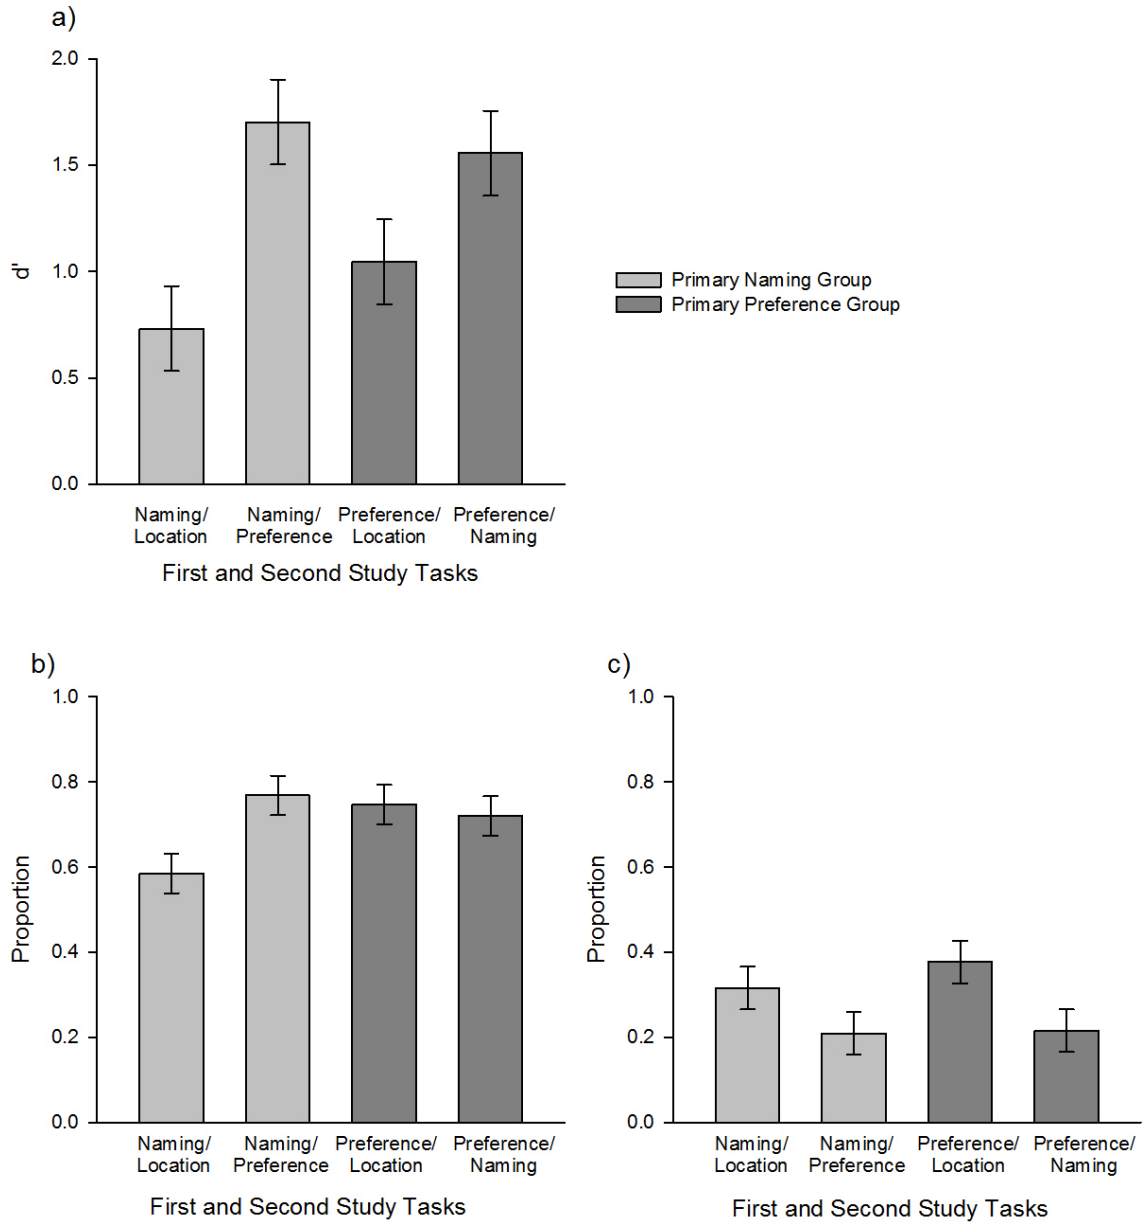 a)
2.0
1.5
1.0
0.5
0.0
d'
Naming/ Naming/ Preference/ Preference/
Location Preference Location Naming
First and Second Study Tasks
Primary Naming Group
Primary Preference Group
b)
1.0
0.8
0.6
0.4
0.2
0.0
Proportion
Naming/ Naming/ Preference/ Preference/
Location Preference Location Naming
First and Second Study Tasks
c)
1.0
0.8
0.6
0.4
0.2
0.0
Proportion
Naming/ Naming/ Preference/ Preference/
Location Preference Location Naming
First and Second Study Tasks